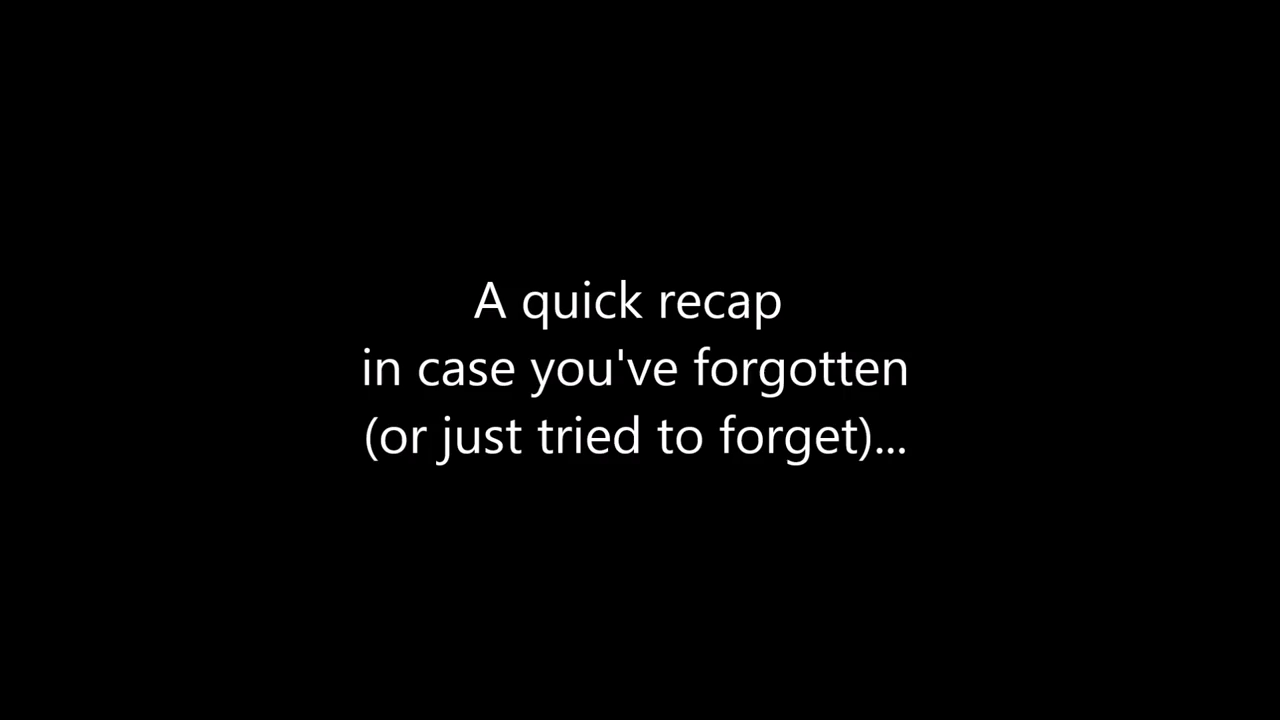 A quick recap
in case you've forgotten
(or just tried to forget)...